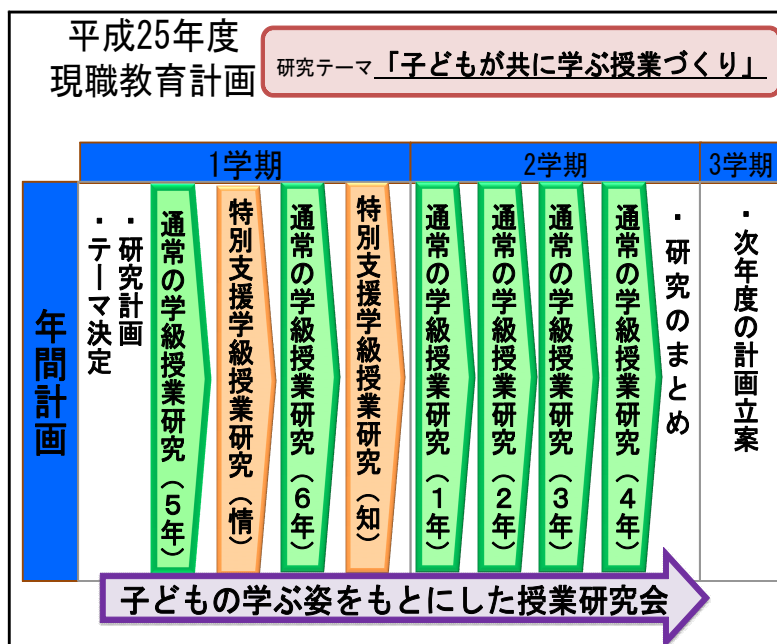 平成25年度
現職教育計画
研究テーマ「子どもが共に学ぶ授業づくり」
1学期
2学期
3学期
年間計画
・研究計画
・テーマ決定
通常の学級授業研究（５年）
特別支援学級授業研究（情）
通常の学級授業研究（６年）
特別支援学級授業研究（知）
通常の学級授業研究（１年）
通常の学級授業研究（２年）
通常の学級授業研究（３年）
通常の学級授業研究（４年）
・研究のまとめ
・次年度の計画立案
子どもの学ぶ姿をもとにした授業研究会